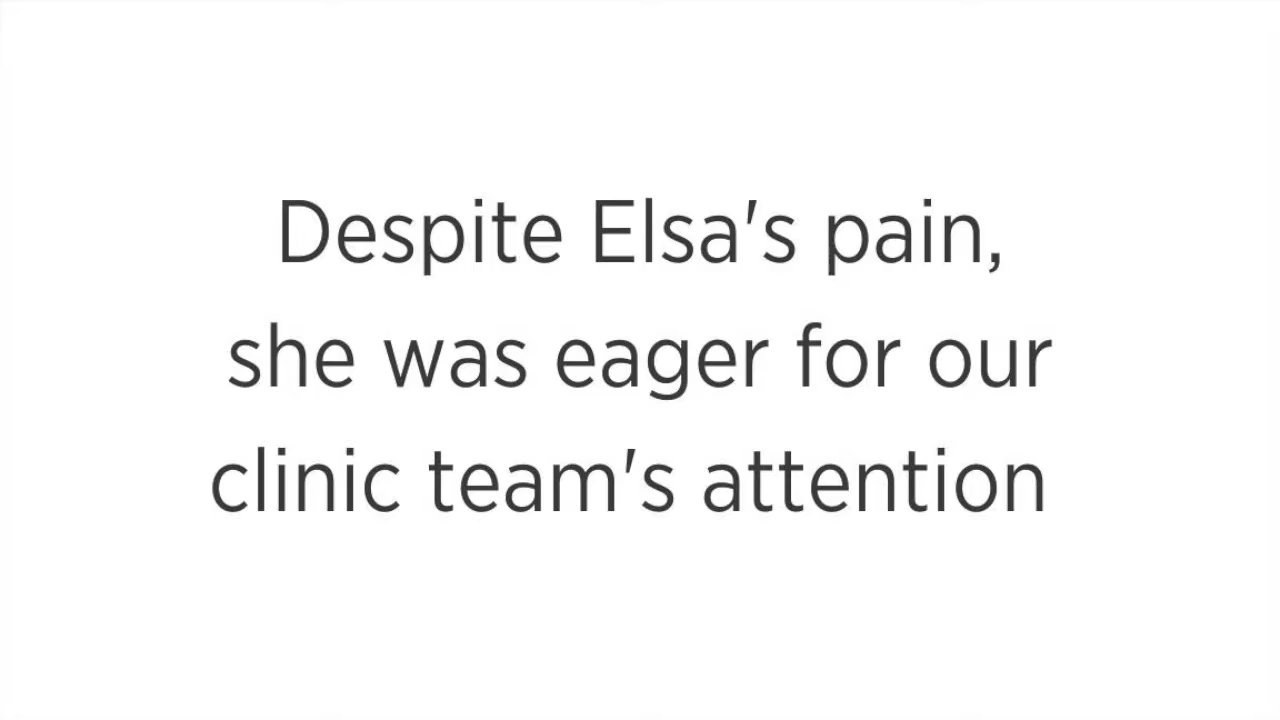 Despite Elsa's pain,
she was eager for our
clinic team's attention